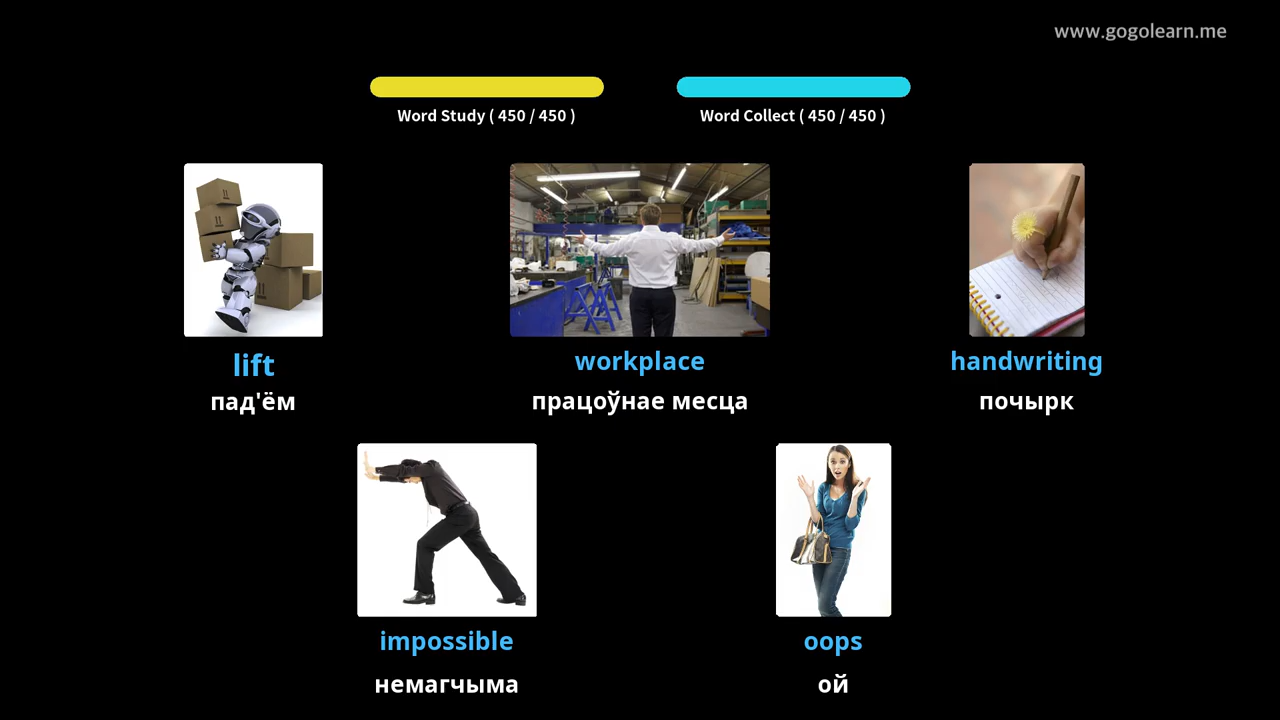 www.gogolearn.me
Word Study ( 450 / 450 )
Word Collect ( 450 / 450 )
lift
workplace
handwriting
пад'ём
працоўнае месца
почырк
impossible
oops
немагчыма
ой